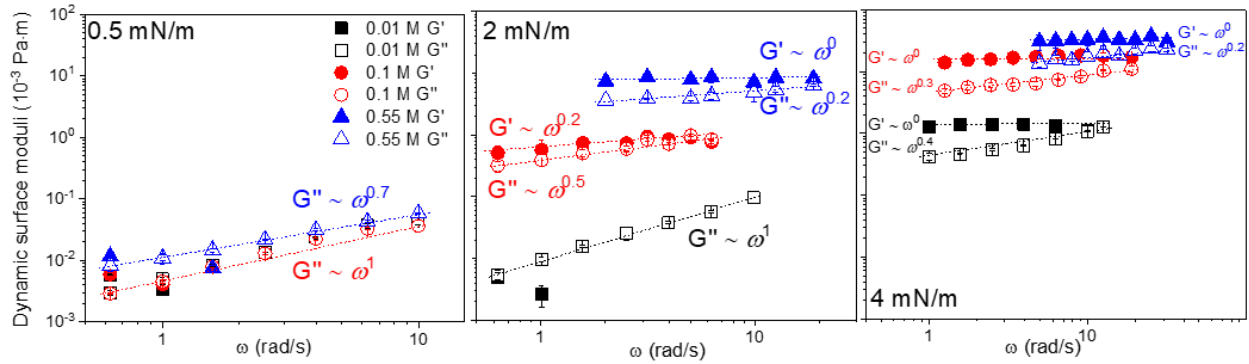 Dynamic surface moduli (10⁻³ Pa·m)
10²
10¹
10⁰
10⁻¹
10⁻²
10⁻³
0.5 mN/m
0.01 M G'
0.01 M G"
0.1 M G'
0.1 M G"
0.55 M G'
0.55 M G"
G" ~ ω^0.7
G" ~ ω^1
1 10
ω (rad/s)
2 mN/m
G' ~ ω^0
G" ~ ω^0.2
G' ~ ω^0.2
G" ~ ω^0.5
G" ~ ω^1
1 10
ω (rad/s)
G' ~ ω^0
G' ~ ω^0
G" ~ ω^0.2
G" ~ ω^0.3
G' ~ ω^0
G" ~ ω^0.4
4 mN/m
1 10
ω (rad/s)